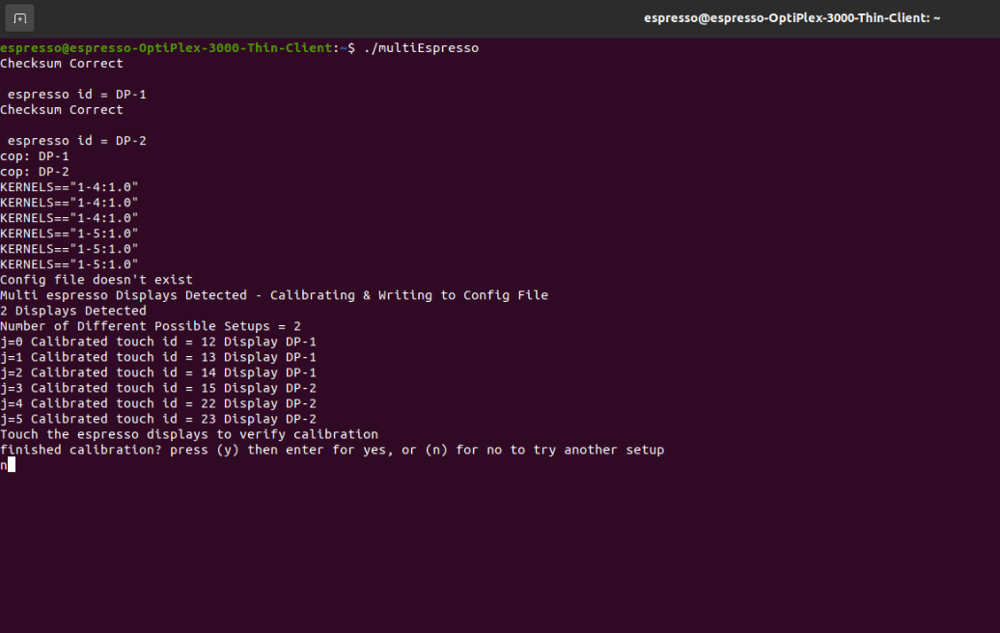 espresso@espresso-OptiPlex-3000-Thin-Client: ~
espresso@espresso-OptiPlex-3000-Thin-Client:~$ ./multiEspresso
Checksum Correct
espresso id = DP-1
Checksum Correct
espresso id = DP-2
cop: DP-1
cop: DP-2
KERNELS=="1-4:1.0"
KERNELS=="1-4:1.0"
KERNELS=="1-4:1.0"
KERNELS=="1-5:1.0"
KERNELS=="1-5:1.0"
KERNELS=="1-5:1.0"
Config file doesn't exist
Multi espresso Displays Detected - Calibrating & Writing to Config File
2 Displays Detected
Number of Different Possible Setups = 2
j=0 Calibrated touch id = 12 Display DP-1
j=1 Calibrated touch id = 13 Display DP-1
j=2 Calibrated touch id = 14 Display DP-1
j=3 Calibrated touch id = 15 Display DP-2
j=4 Calibrated touch id = 22 Display DP-2
j=5 Calibrated touch id = 23 Display DP-2
Touch the espresso displays to verify calibration
finished calibration? press (y) then enter for yes, or (n) for no to try another setup
n